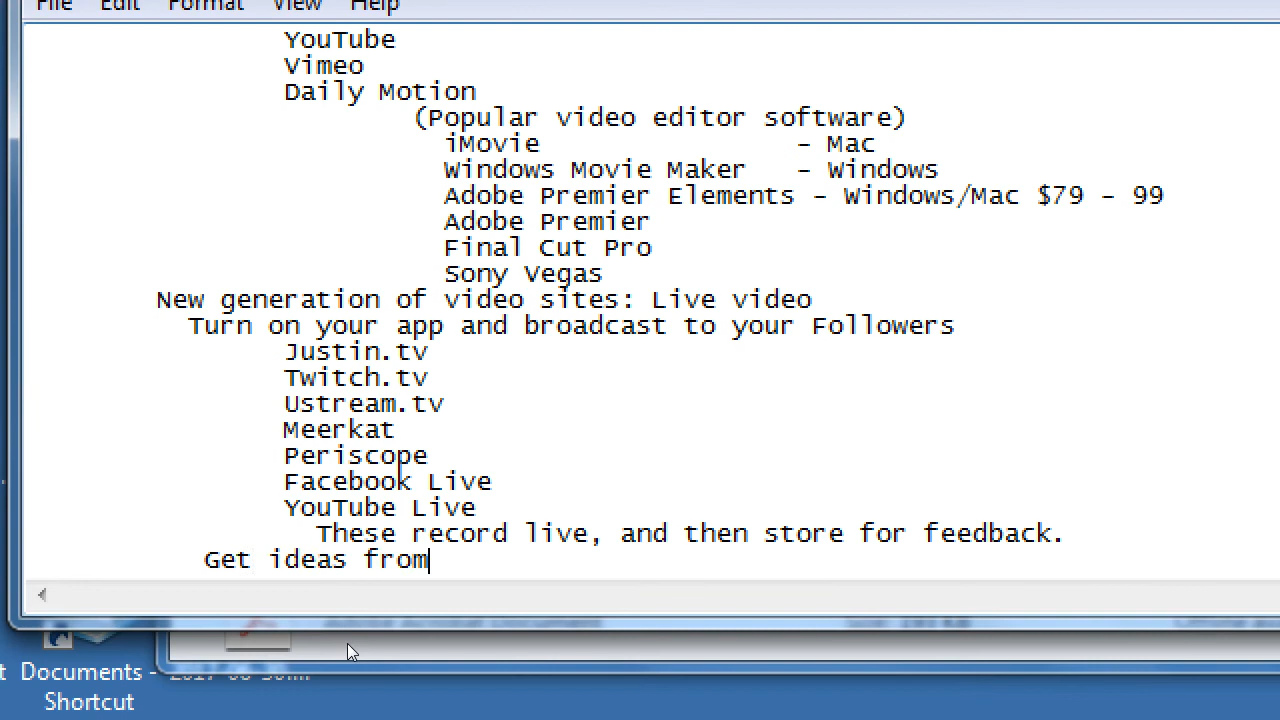 File Edit Format View Help
YouTube
Vimeo
Daily Motion
(Popular video editor software)
iMovie - Mac
Windows Movie Maker - Windows
Adobe Premier Elements - Windows/Mac $79 - 99
Adobe Premier
Final Cut Pro
Sony Vegas
New generation of video sites: Live video
Turn on your app and broadcast to your Followers
Justin.tv
Twitch.tv
Ustream.tv
Meerkat
Periscope
Facebook Live
YouTube Live
These record live, and then store for feedback.
Get ideas from
Adobe Acrobat Document
Documents -
Shortcut